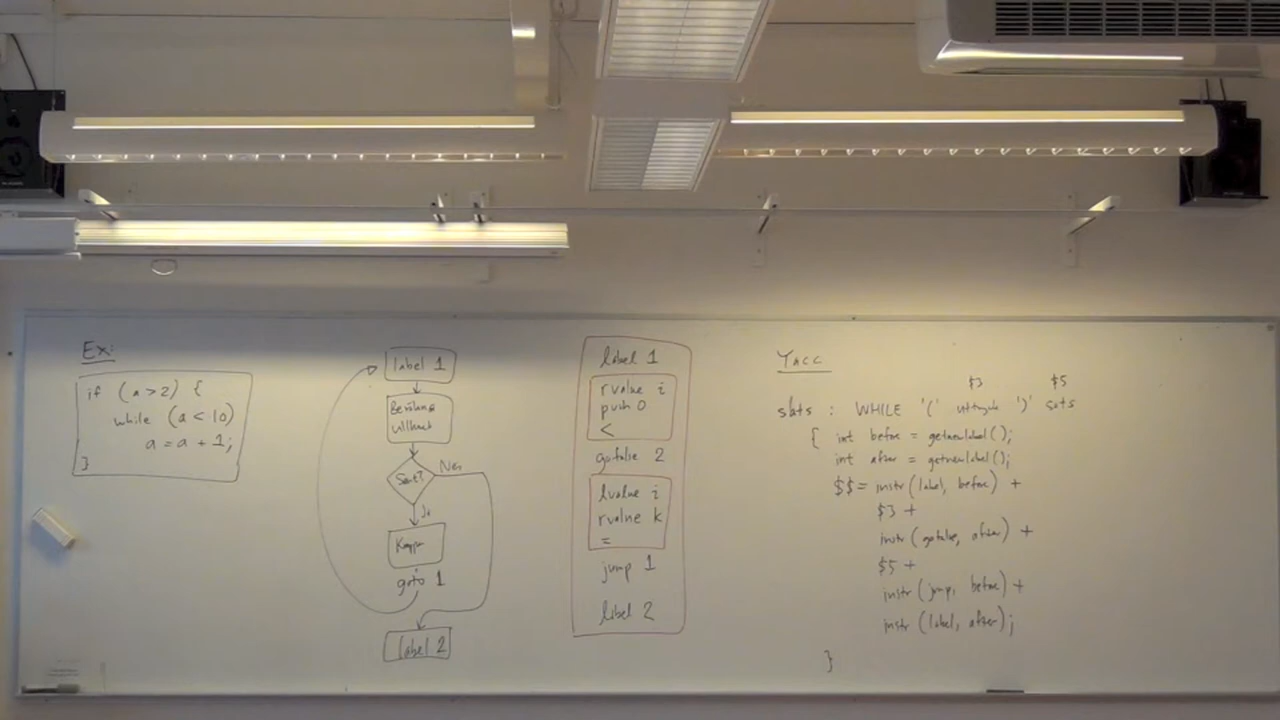 Ex:
if (a > 2) {
while (a < 10)
a = a + 1;
}
label 1
Beräkna
villkoret
Sant?
Nej
Ja
Kropp
goto 1
label 2
label 1
rvalue i
push 0
<
gofalse 2
lvalue i
rvalue k
=
jump 1
label 2
Yacc
$3 $5
sats : WHILE '(' uttryck ')' sats
{ int before = getnewlabel();
int after = getnewlabel();
$$ = instr(label, before) +
$3 +
instr(gofalse, after) +
$5 +
instr(jump, before) +
instr(label, after);
}